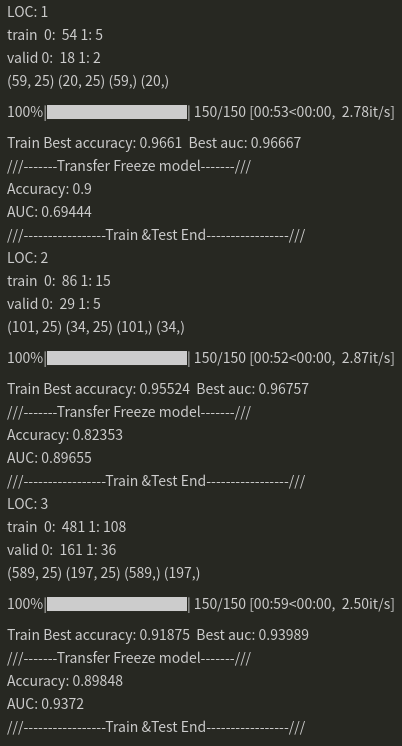 LOC: 1
train  0:  54 1: 5
valid 0:  18 1: 2
(59, 25) (20, 25) (59,) (20,)
100%| | 150/150 [00:53<00:00,  2.78it/s]
Train Best accuracy: 0.9661  Best auc: 0.96667
///-------Transfer Freeze model-------///
Accuracy: 0.9
AUC: 0.69444
///------------------Train &Test End------------------///
LOC: 2
train  0:  86 1: 15
valid 0:  29 1: 5
(101, 25) (34, 25) (101,) (34,)
100%| | 150/150 [00:52<00:00,  2.87it/s]
Train Best accuracy: 0.95524  Best auc: 0.96757
///-------Transfer Freeze model-------///
Accuracy: 0.82353
AUC: 0.89655
///------------------Train &Test End------------------///
LOC: 3
train  0:  481 1: 108
valid 0:  161 1: 36
(589, 25) (197, 25) (589,) (197,)
100%| | 150/150 [00:59<00:00,  2.50it/s]
Train Best accuracy: 0.91875  Best auc: 0.93989
///-------Transfer Freeze model-------///
Accuracy: 0.89848
AUC: 0.9372
///------------------Train &Test End------------------///